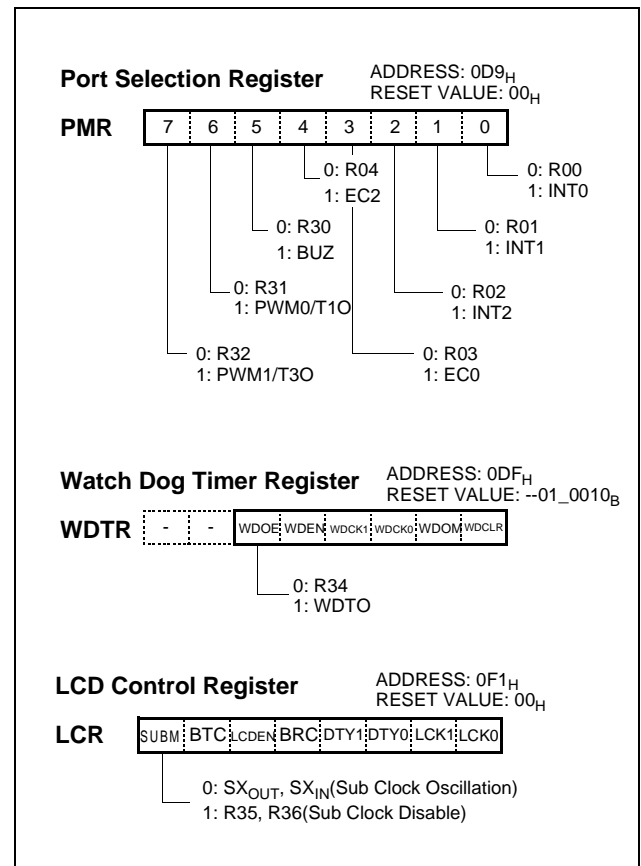 Port Selection Register
ADDRESS: 0D9H
RESET VALUE: 00H
PMR 7 6 5 4 3 2 1 0
0: R04
1: EC2
0: R00
1: INT0
0: R30
1: BUZ
0: R01
1: INT1
0: R31
1: PWM0/T1O
0: R02
1: INT2
0: R32
1: PWM1/T3O
0: R03
1: EC0
Watch Dog Timer Register
ADDRESS: 0DFH
RESET VALUE: --01_0010B
WDTR - - WDOE WDEN WDCK1 WDCK0 WDOM WDCLR
0: R34
1: WDTO
LCD Control Register
ADDRESS: 0F1H
RESET VALUE: 00H
LCR SUBM BTC LCDEN BRC DTY1 DTY0 LCK1 LCK0
0: SXOUT, SXIN(Sub Clock Oscillation)
1: R35, R36(Sub Clock Disable)